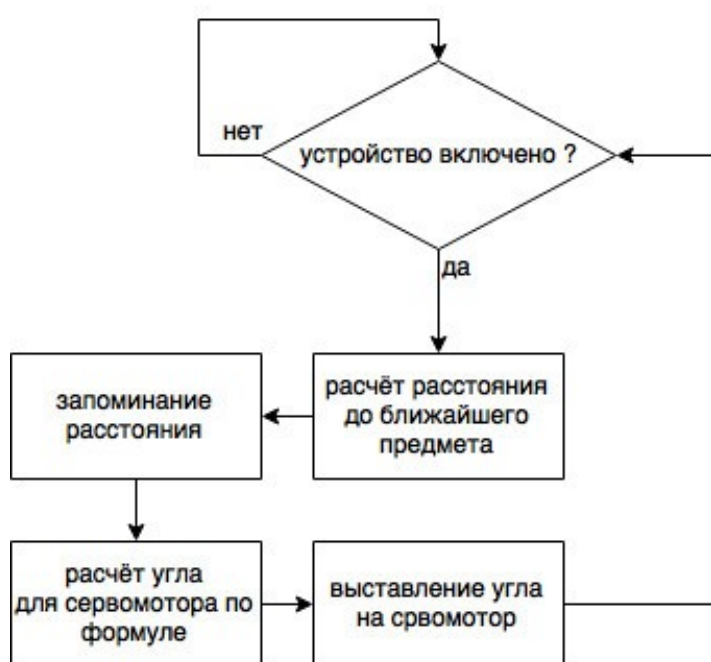 нет
устройство включено ?
да
расчёт расстояния
до ближайшего
предмета
запоминание
расстояния
расчёт угла
для сервомотора по
формуле
выставление угла
на срвомотор